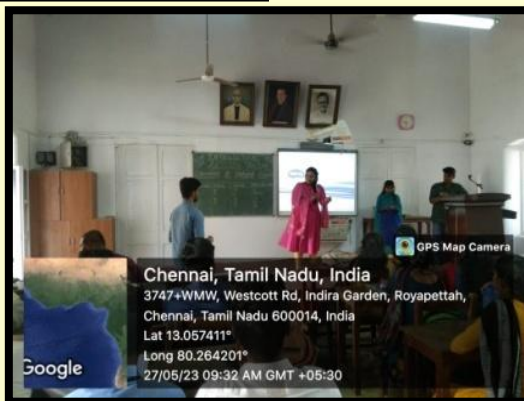 GPS Map Camera
Chennai, Tamil Nadu, India
3747+WMW, Westcott Rd, Indira Garden, Royapettah,
Chennai, Tamil Nadu 600014, India
Lat 13.057411°
Long 80.264201°
27/05/23 09:32 AM GMT +05:30
Google